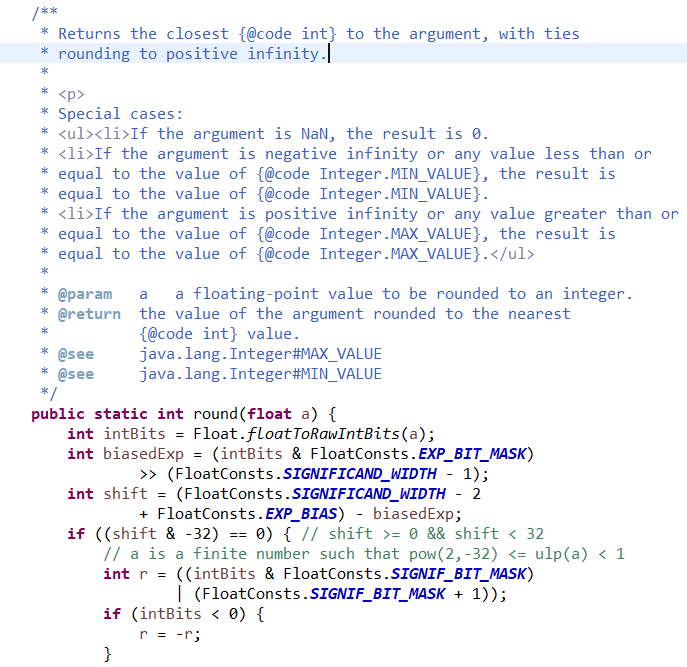 /**
 * Returns the closest {@code int} to the argument, with ties
 * rounding to positive infinity.
 *
 * <p>
 * Special cases:
 * <ul><li>If the argument is NaN, the result is 0.
 * <li>If the argument is negative infinity or any value less than or
 * equal to the value of {@code Integer.MIN_VALUE}, the result is
 * equal to the value of {@code Integer.MIN_VALUE}.
 * <li>If the argument is positive infinity or any value greater than or
 * equal to the value of {@code Integer.MAX_VALUE}, the result is
 * equal to the value of {@code Integer.MAX_VALUE}.</ul>
 *
 * @param   a   a floating-point value to be rounded to an integer.
 * @return  the value of the argument rounded to the nearest
 *          {@code int} value.
 * @see     java.lang.Integer#MAX_VALUE
 * @see     java.lang.Integer#MIN_VALUE
 */
public static int round(float a) {
    int intBits = Float.floatToRawIntBits(a);
    int biasedExp = (intBits & FloatConsts.EXP_BIT_MASK)
            >> (FloatConsts.SIGNIFICAND_WIDTH - 1);
    int shift = (FloatConsts.SIGNIFICAND_WIDTH - 2
            + FloatConsts.EXP_BIAS) - biasedExp;
    if ((shift & -32) == 0) { // shift >= 0 && shift < 32
        // a is a finite number such that pow(2,-32) <= ulp(a) < 1
        int r = ((intBits & FloatConsts.SIGNIF_BIT_MASK)
                | (FloatConsts.SIGNIF_BIT_MASK + 1));
        if (intBits < 0) {
            r = -r;
        }